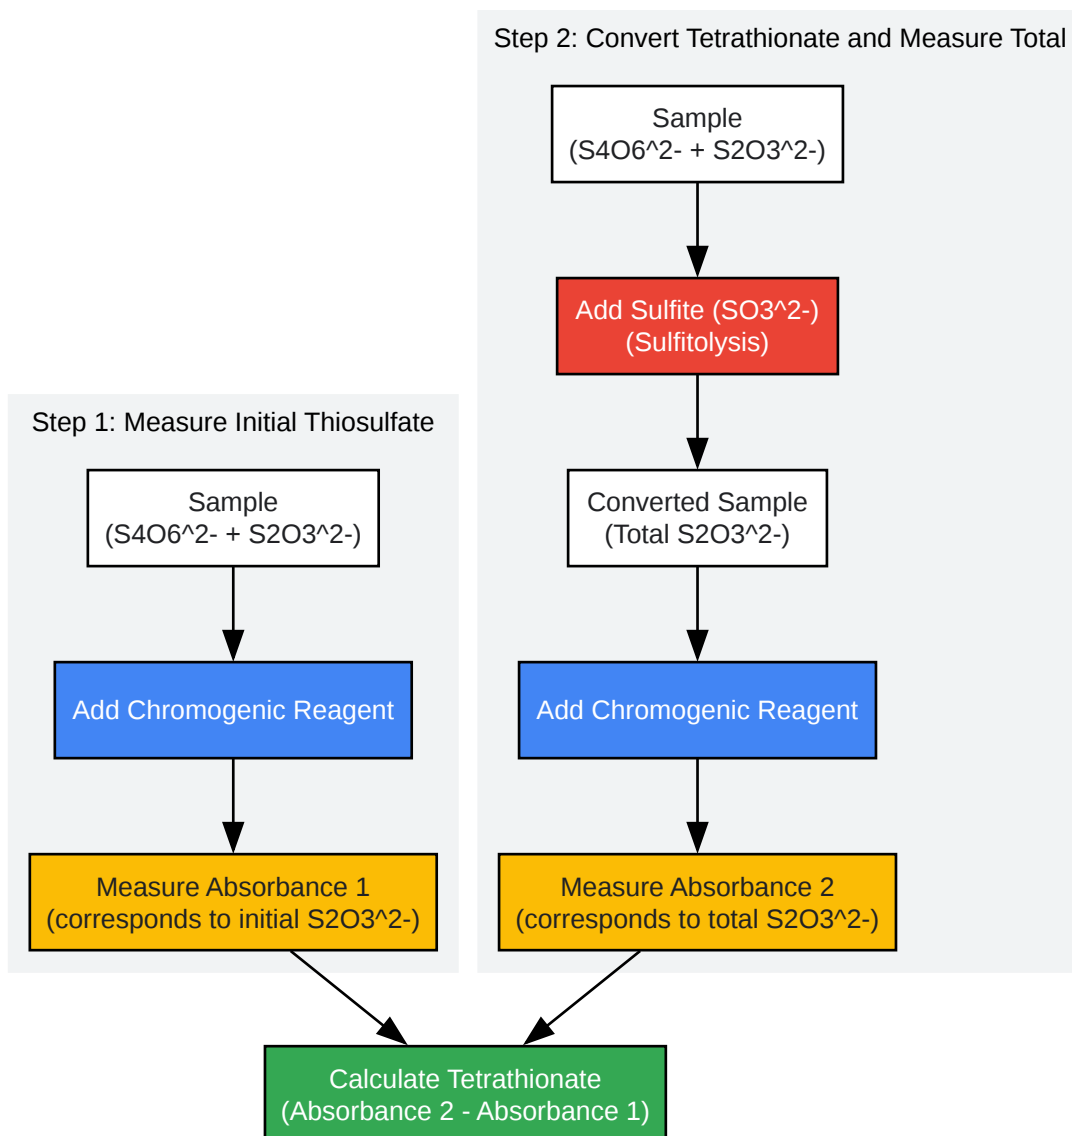 Step 2: Convert Tetrathionate and Measure Total
Sample
(S4O6^2- + S2O3^2-)
Add Sulfite (SO3^2-)
(Sulfitolysis)
Converted Sample
(Total S2O3^2-)
Add Chromogenic Reagent
Measure Absorbance 2
(corresponds to total S2O3^2-)
Step 1: Measure Initial Thiosulfate
Sample
(S4O6^2- + S2O3^2-)
Add Chromogenic Reagent
Measure Absorbance 1
(corresponds to initial S2O3^2-)
Calculate Tetrathionate
(Absorbance 2 - Absorbance 1)